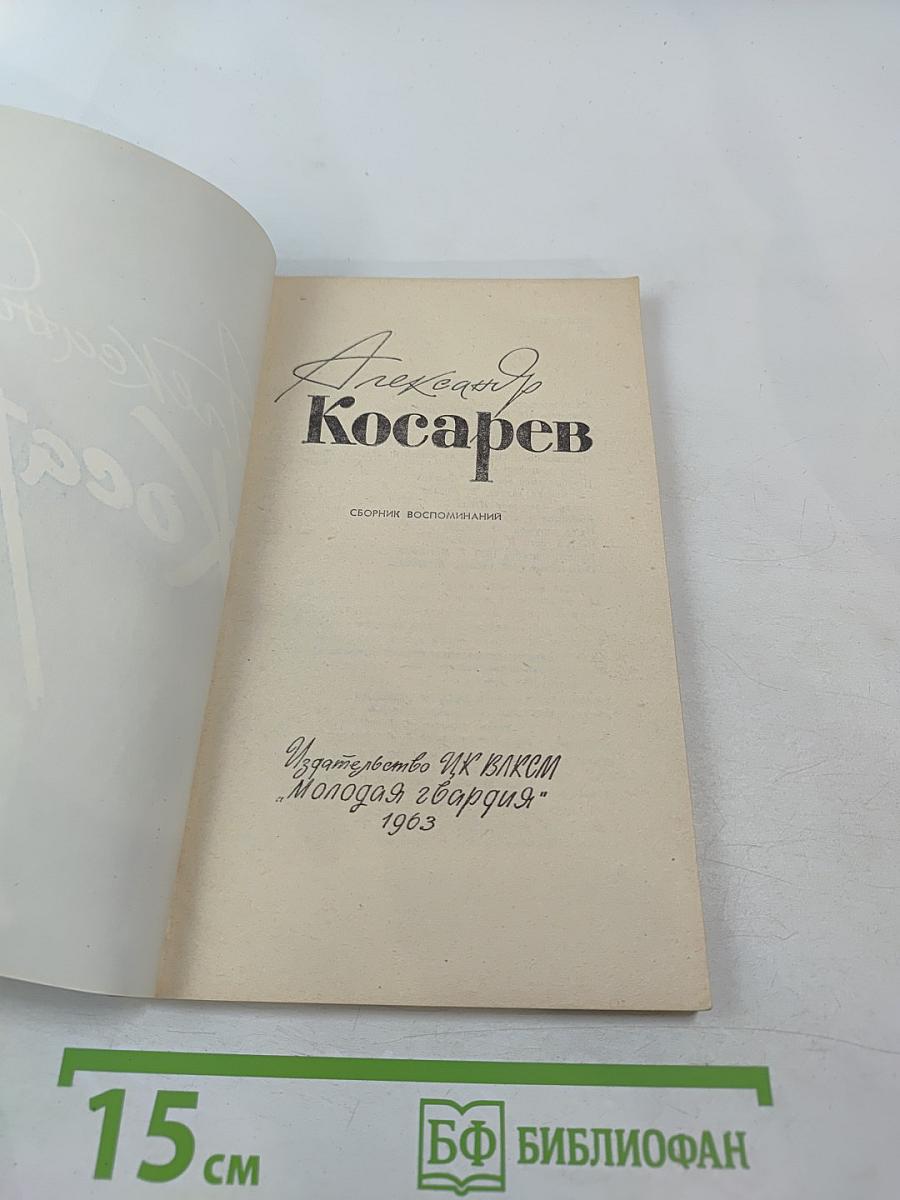 Александр
Косарев
СБОРНИК ВОСПОМИНАНИЙ
Издательство ЦК ВЛКСМ
„Молодая гвардия"
1963
15 см
БФ БИБЛИОФАН